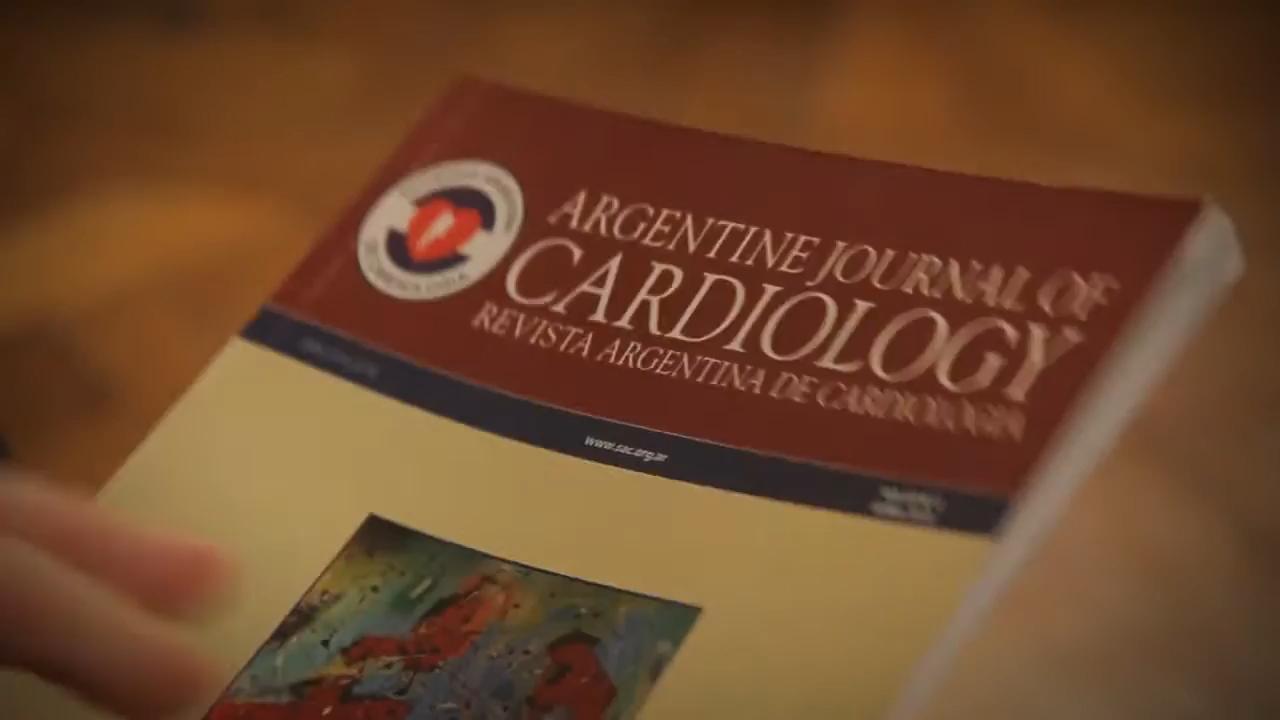 ARGENTINE JOURNAL OF
CARDIOLOGY
REVISTA ARGENTINA DE CARDIOLOGÍA
www.sac.org.ar